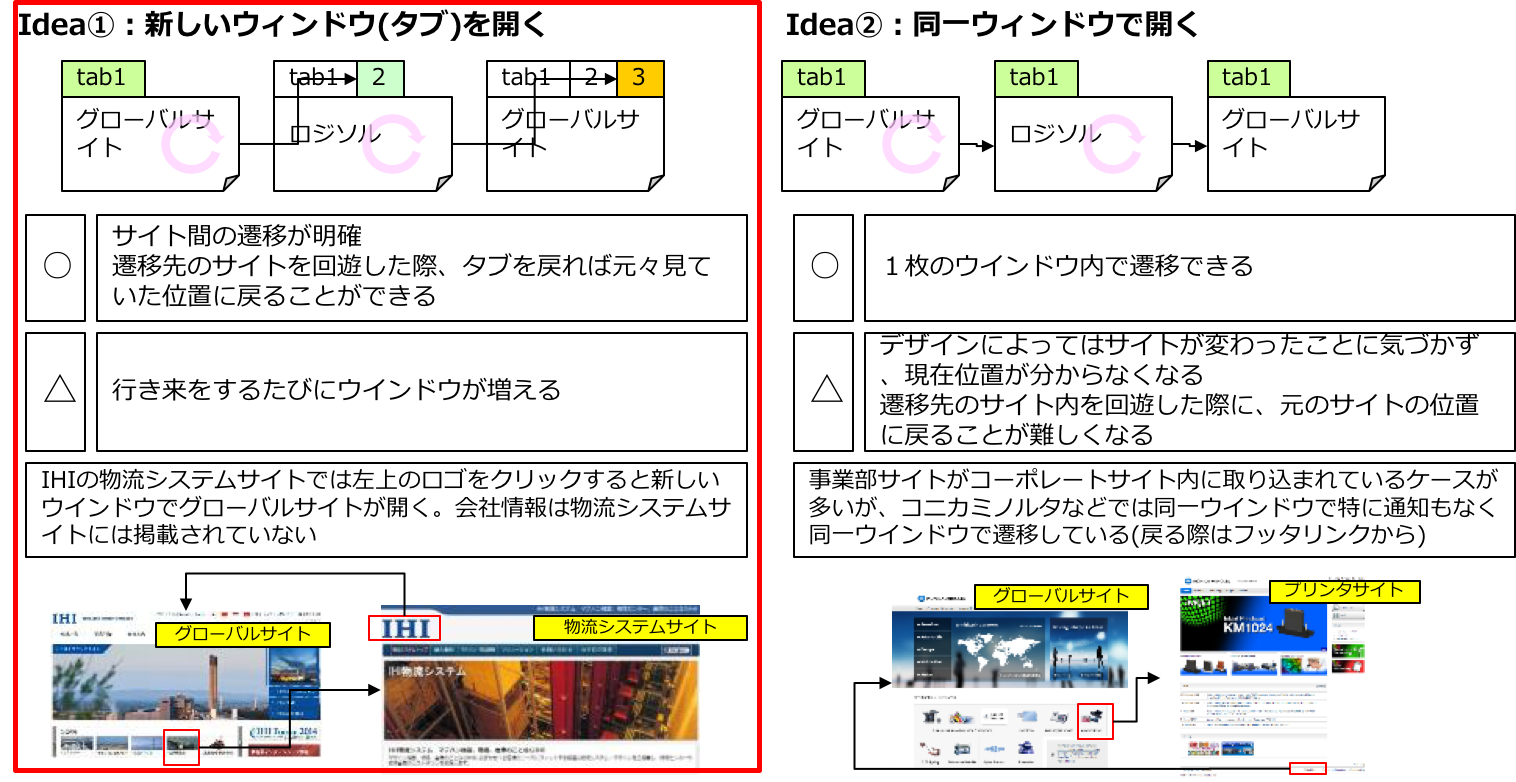 Idea①：新しいウィンドウ(タブ)を開く
tab1
グローバルサ
イト
tab1 2
ロジソル
tab1 2 3
グローバルサ
イト
○
サイト間の遷移が明確
遷移先のサイトを回遊した際、タブを戻れば元々見て
いた位置に戻ることができる
△
行き来をするたびにウインドウが増える
IHIの物流システムサイトでは左上のロゴをクリックすると新しい
ウインドウでグローバルサイトが開く。会社情報は物流システムサ
イトには掲載されていない
IHI
グローバルサイト
IHI
物流システムサイト
IHI物流システム
IHI Forum 2014
Idea②：同一ウィンドウで開く
tab1
グローバルサ
イト
tab1
ロジソル
tab1
グローバルサ
イト
○
１枚のウインドウ内で遷移できる
△
デザインによってはサイトが変わったことに気づかず
、現在位置が分からなくなる
遷移先のサイト内を回遊した際に、元のサイトの位置
に戻ることが難しくなる
事業部サイトがコーポレートサイト内に取り込まれているケースが
多いが、コニカミノルタなどでは同一ウインドウで特に通知もなく
同一ウインドウで遷移している(戻る際はフッタリンクから)
グローバルサイト
プリンタサイト
KM1024